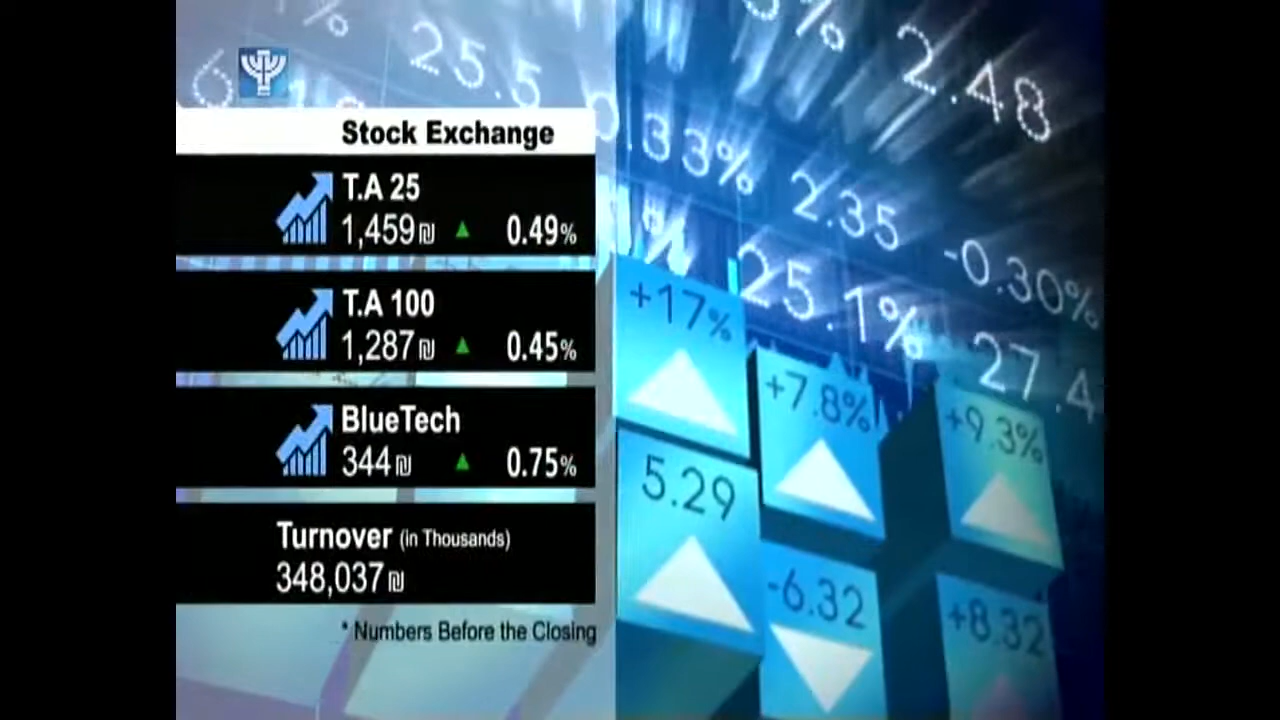 Stock Exchange
T.A 25
1,459₪ ▲ 0.49%
T.A 100
1,287₪ ▲ 0.45%
BlueTech
344₪ ▲ 0.75%
Turnover (in Thousands)
348,037₪
* Numbers Before the Closing
% 2.48
25.5
6
33% 2.35 -0.30%
% 25.1% 27.4
+17% +7.8% +9.3%
5.29 -6.32 +8.32